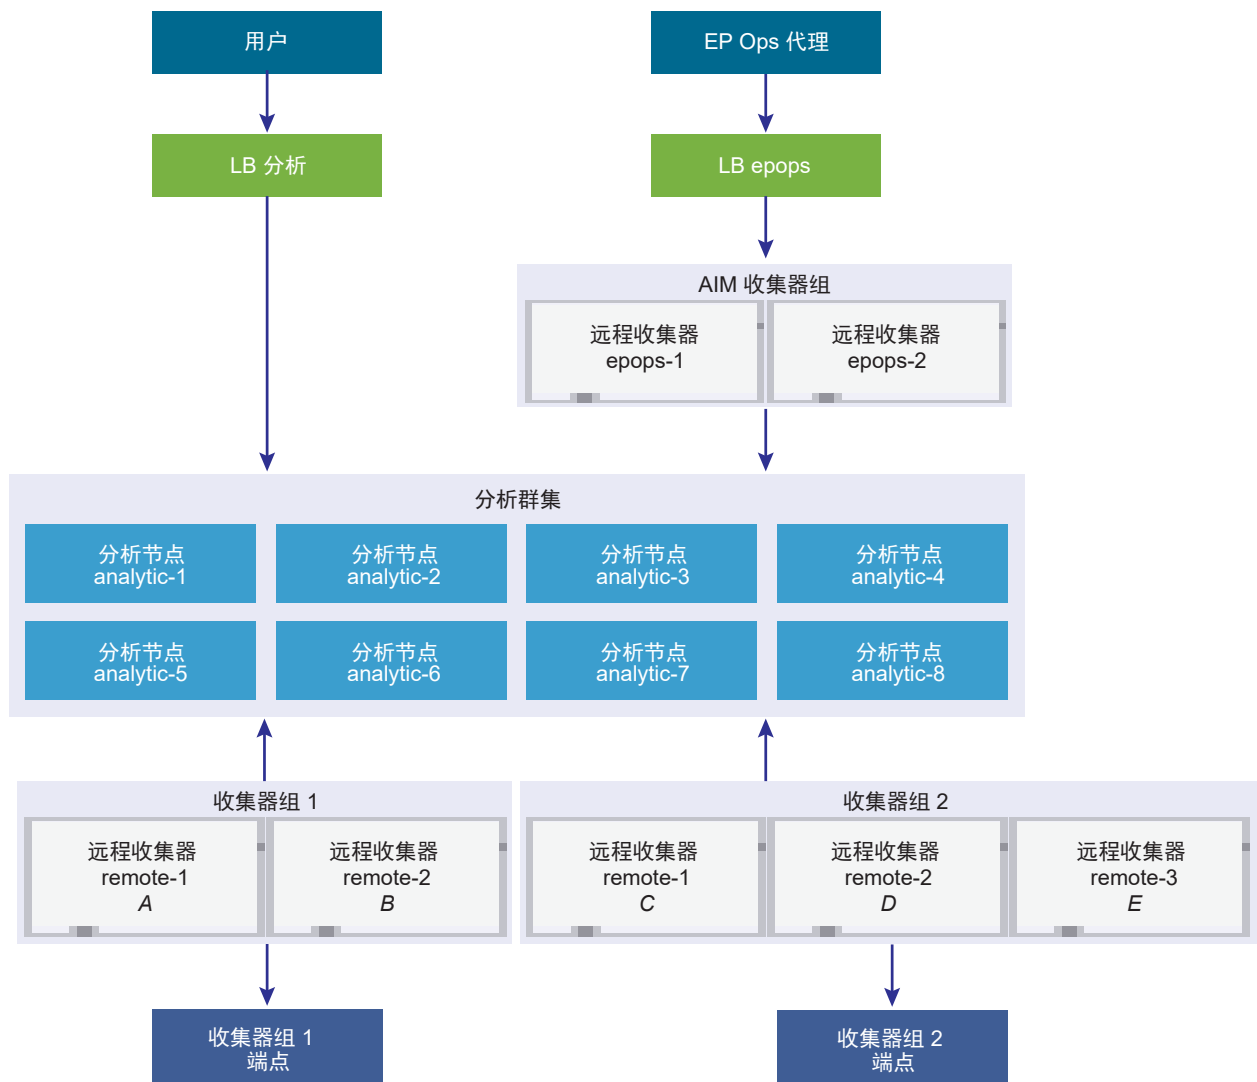 用户
EP Ops 代理
LB 分析
LB epops
AIM 收集器组
远程收集器
epops-1
远程收集器
epops-2
分析群集
分析节点
analytic-1
分析节点
analytic-2
分析节点
analytic-3
分析节点
analytic-4
分析节点
analytic-5
分析节点
analytic-6
分析节点
analytic-7
分析节点
analytic-8
收集器组 1
远程收集器
remote-1
A
远程收集器
remote-2
B
收集器组 2
远程收集器
remote-1
C
远程收集器
remote-2
D
远程收集器
remote-3
E
收集器组 1
端点
收集器组 2
端点